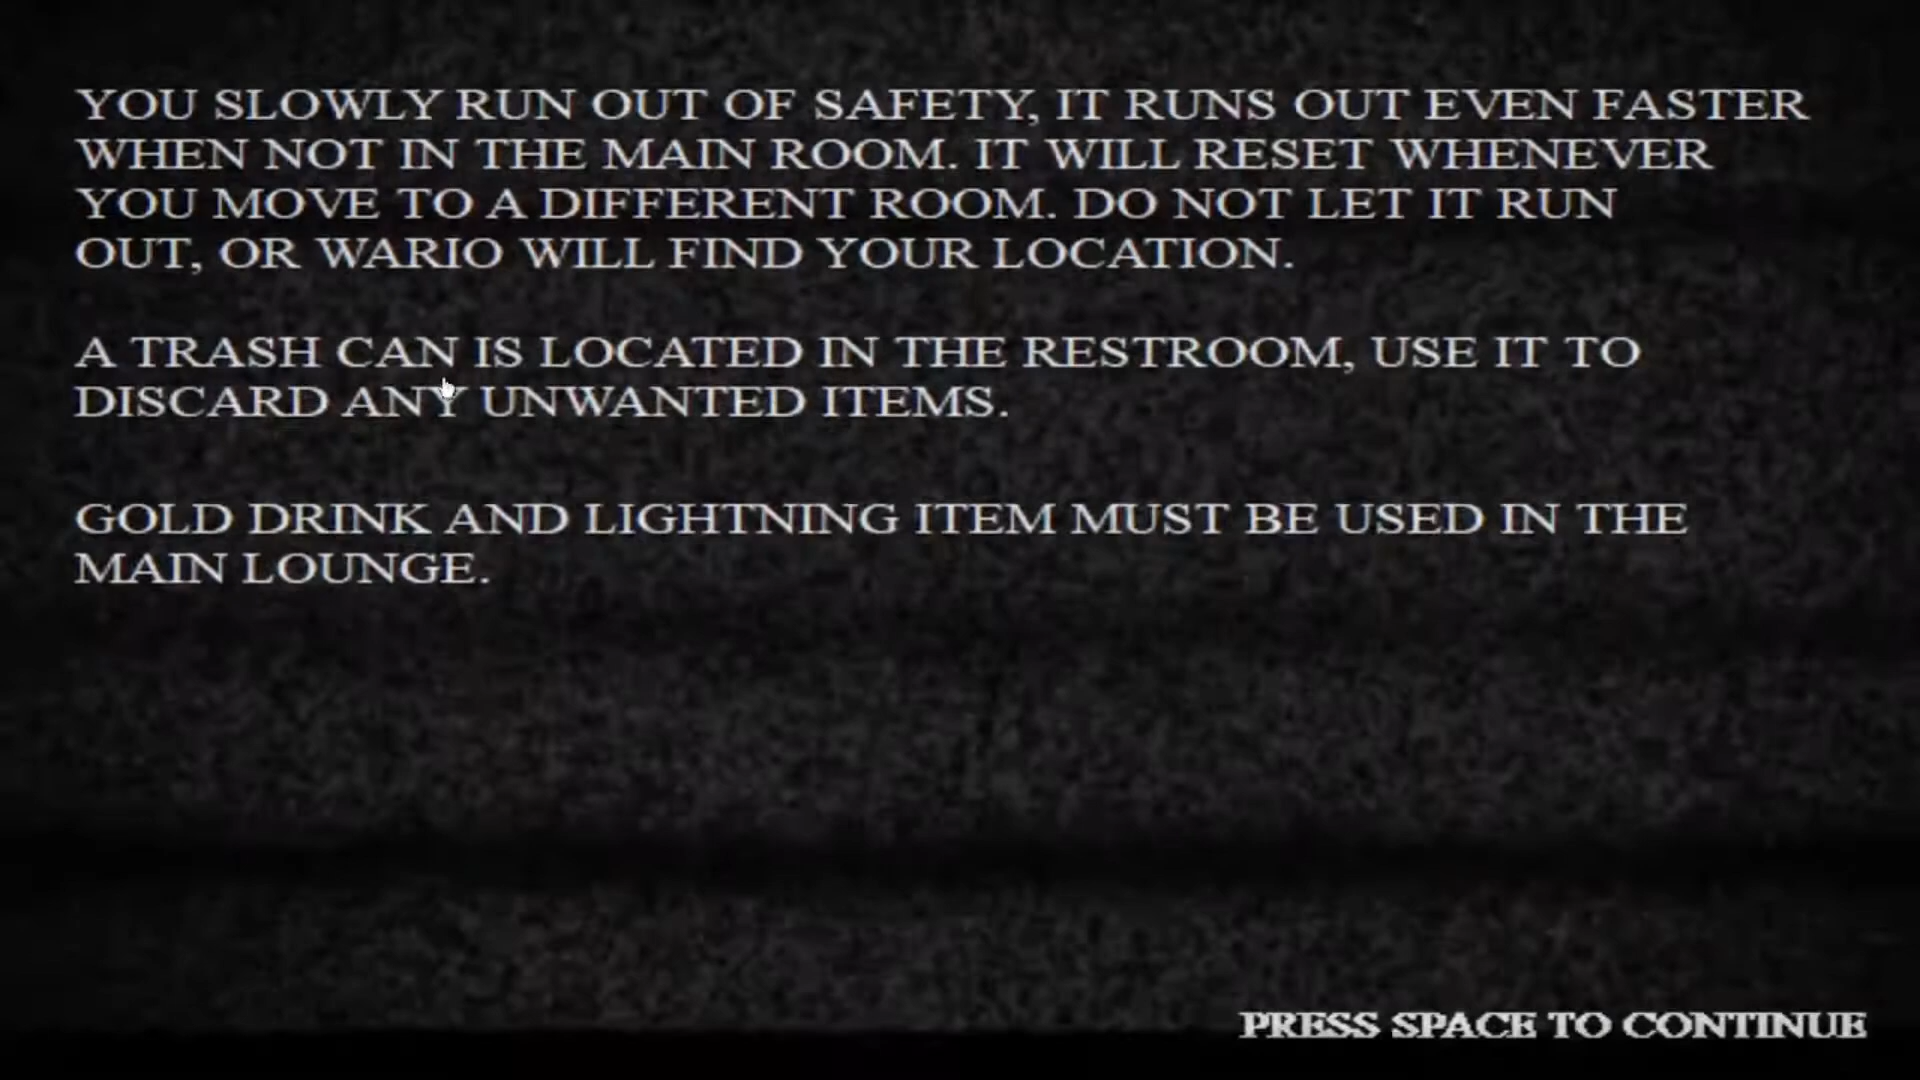 YOU SLOWLY RUN OUT OF SAFETY, IT RUNS OUT EVEN FASTER
WHEN NOT IN THE MAIN ROOM. IT WILL RESET WHENEVER
YOU MOVE TO A DIFFERENT ROOM. DO NOT LET IT RUN
OUT, OR WARIO WILL FIND YOUR LOCATION.
A TRASH CAN IS LOCATED IN THE RESTROOM, USE IT TO
DISCARD ANY UNWANTED ITEMS.
GOLD DRINK AND LIGHTNING ITEM MUST BE USED IN THE
MAIN LOUNGE.
PRESS SPACE TO CONTINUE